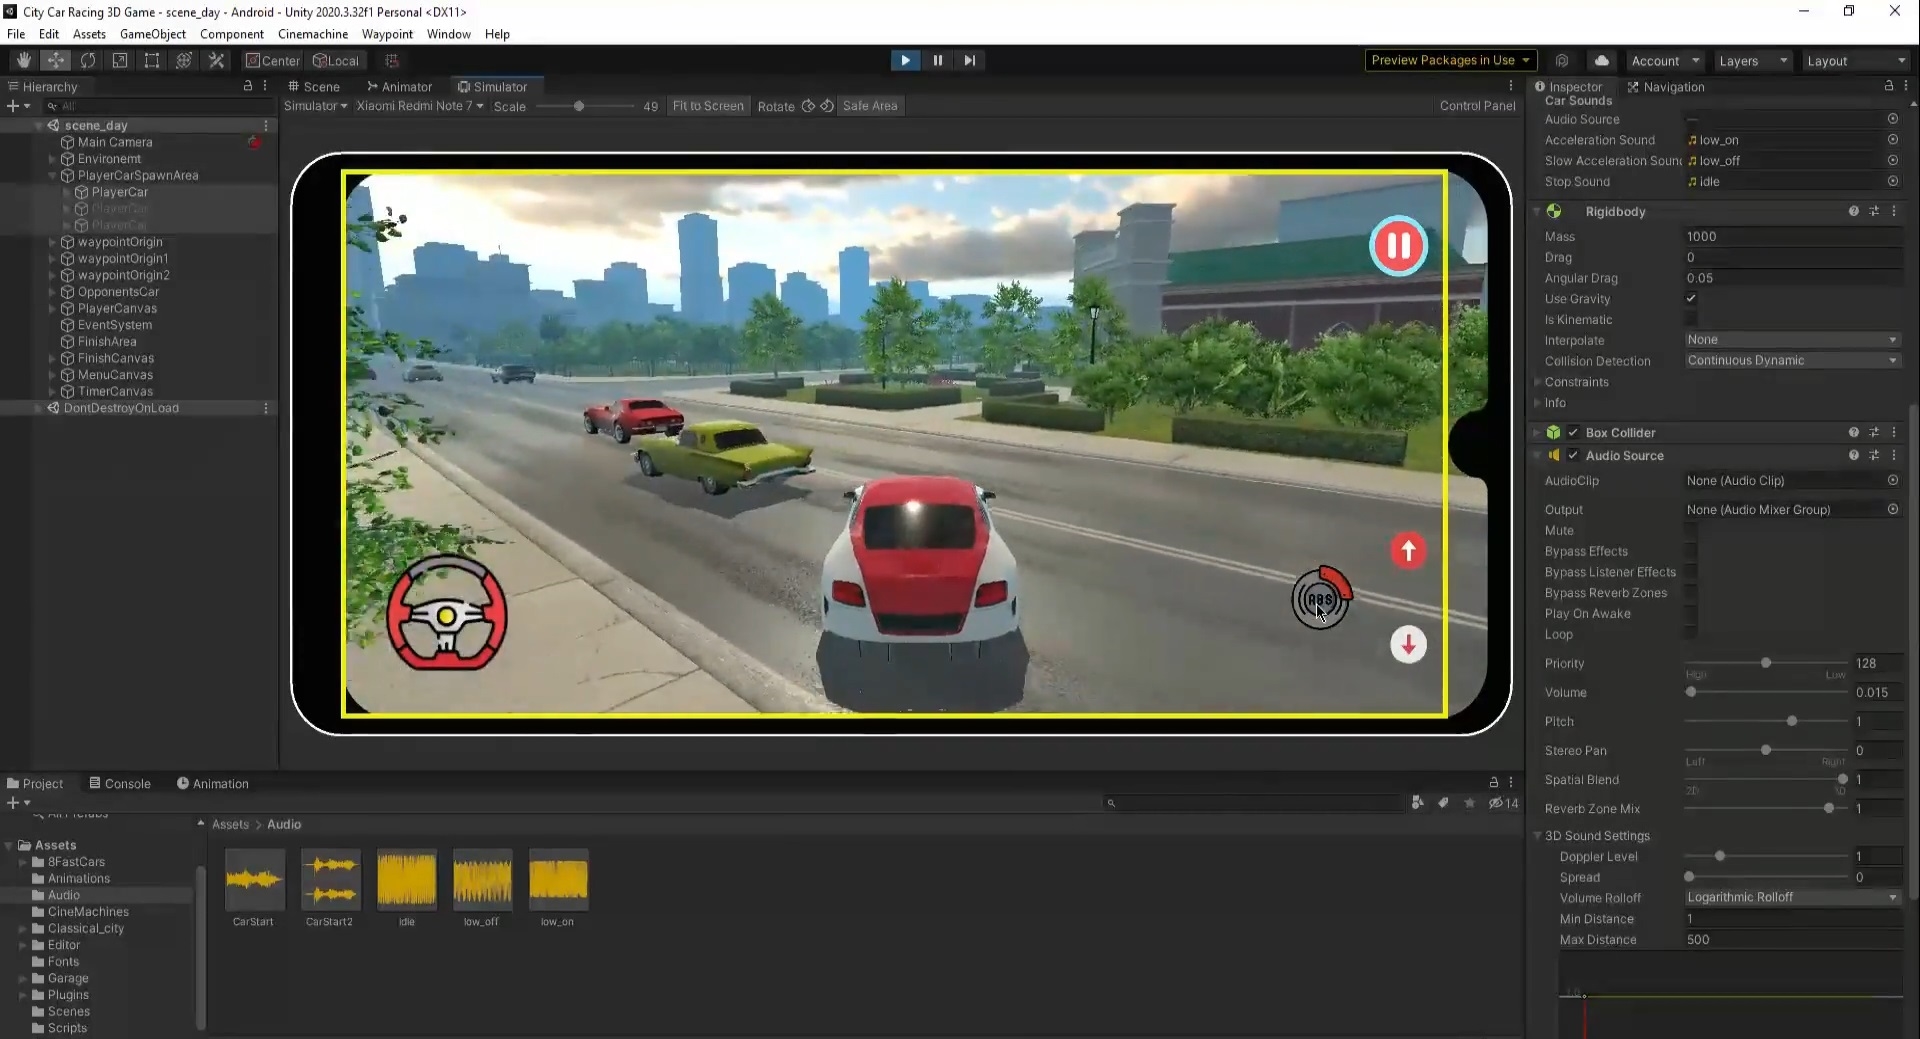 City Car Racing 3D Game - scene_day - Android - Unity 2020.3.32f1 Personal <DX11>
File Edit Assets GameObject Component Cinemachine Waypoint Window Help
Center Local Preview Packages in Use Account Layers Layout
Hierarchy
All
scene_day
Main Camera
Environemt
PlayerCarSpawnArea
PlayerCar
PlayerCar
PlayerCar
waypointOrigin
waypointOrigin1
waypointOrigin2
OpponentsCar
PlayerCanvas
EventSystem
FinishArea
FinishCanvas
MenuCanvas
TimerCanvas
DontDestroyOnLoad
Scene Animator Simulator
Simulator Xiaomi Redmi Note 7 Scale 49 Fit to Screen Rotate Safe Area Control Panel
ABS
Inspector Navigation
Car Sounds
Audio Source
Acceleration Sound low_on
Slow Acceleration Sound low_off
Stop Sound idle
Rigidbody
Mass 1000
Drag 0
Angular Drag 0.05
Use Gravity
Is Kinematic
Interpolate None
Collision Detection Continuous Dynamic
Constraints
Info
Box Collider
Audio Source
AudioClip None (Audio Clip)
Output None (Audio Mixer Group)
Mute
Bypass Effects
Bypass Listener Effects
Bypass Reverb Zones
Play On Awake
Loop
Priority 128
High Low
Volume 0.015
Pitch 1
Stereo Pan 0
Left Right
Spatial Blend 1
2D 3D
Reverb Zone Mix 1
3D Sound Settings
Doppler Level 1
Spread 0
Volume Rolloff Logarithmic Rolloff
Min Distance 1
Max Distance 500
1.0
Project Console Animation
14
All Prefabs
Assets
8FastCars
Animations
Audio
CineMachines
Classical_city
Editor
Fonts
Garage
Plugins
Scenes
Scripts
Assets > Audio
CarStart CarStart2 idle low_off low_on